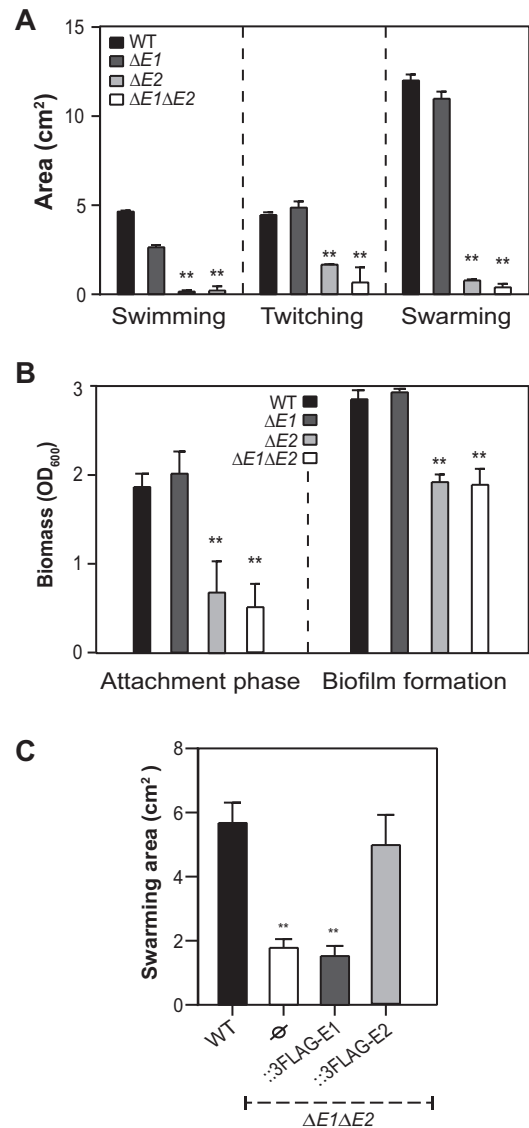 A
Area (cm²)
15
10
5
0
WT
ΔE1
ΔE2
ΔE1ΔE2
** ** ** ** ** **
Swimming Twitching Swarming
B
Biomass (OD₆₀₀)
3
2
1
0
WT
ΔE1
ΔE2
ΔE1ΔE2
** ** ** **
Attachment phase Biofilm formation
C
Swarming area (cm²)
8
6
4
2
0
** **
WT ϕ ::3FLAG-E1 ::3FLAG-E2
ΔE1ΔE2